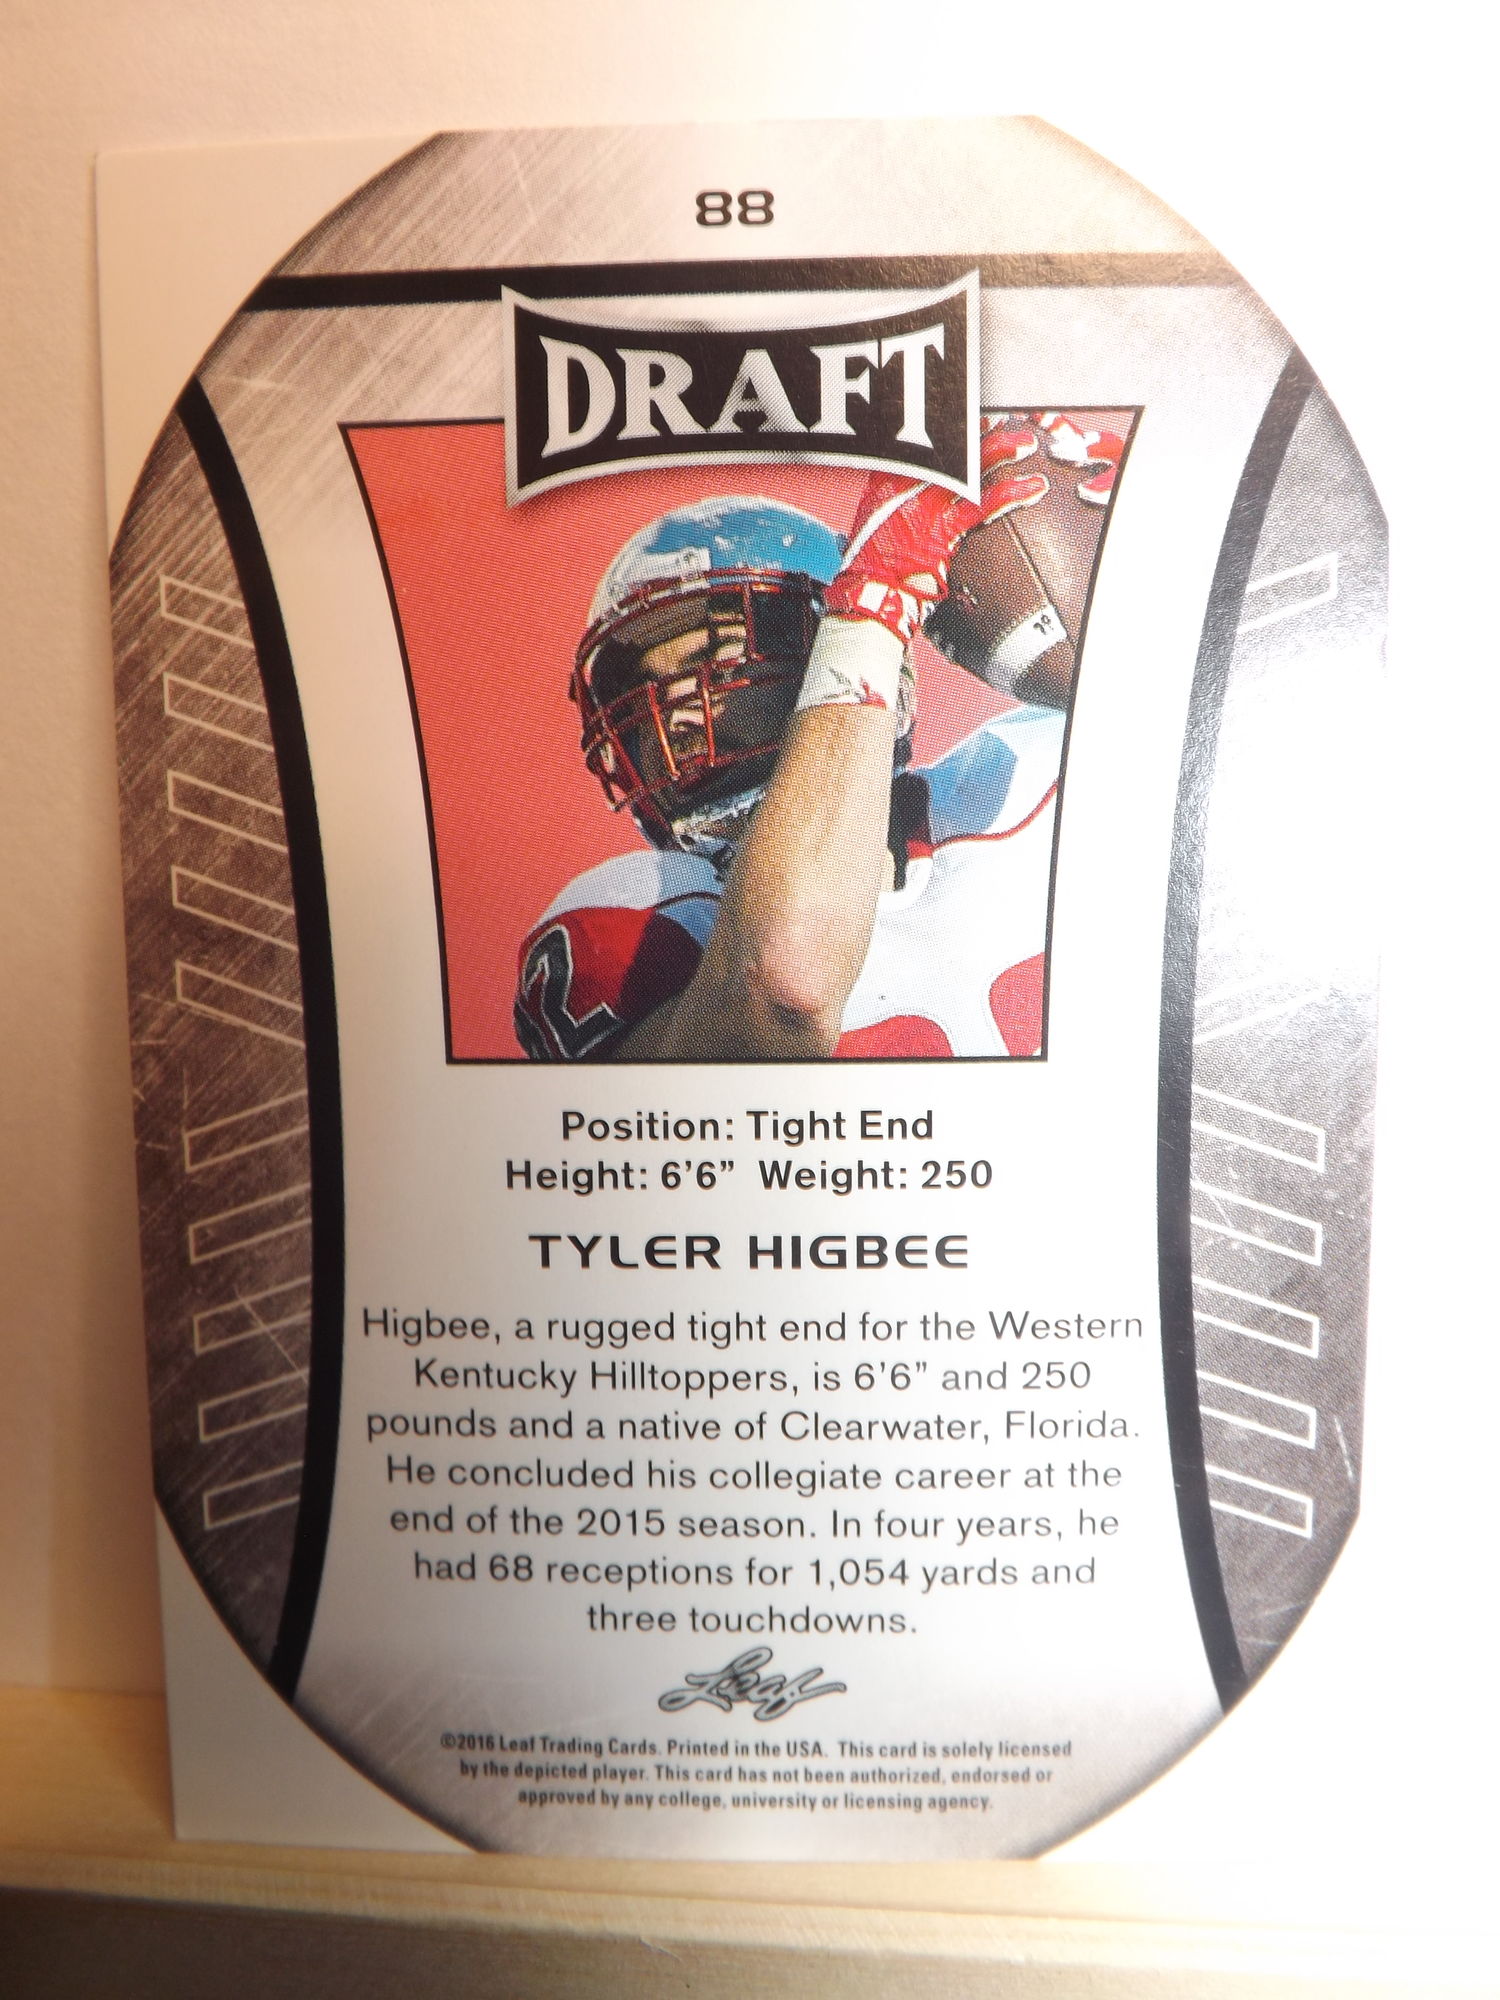 88
DRAFT
2
Position: Tight End
Height: 6’6” Weight: 250
TYLER HIGBEE
Higbee, a rugged tight end for the Western
Kentucky Hilltoppers, is 6’6” and 250
pounds and a native of Clearwater, Florida.
He concluded his collegiate career at the
end of the 2015 season. In four years, he
had 68 receptions for 1,054 yards and
three touchdowns.
Leaf
©2016 Leaf Trading Cards. Printed in the USA. This card is solely licensed
by the depicted player. This card has not been authorized, endorsed or
approved by any college, university or licensing agency.